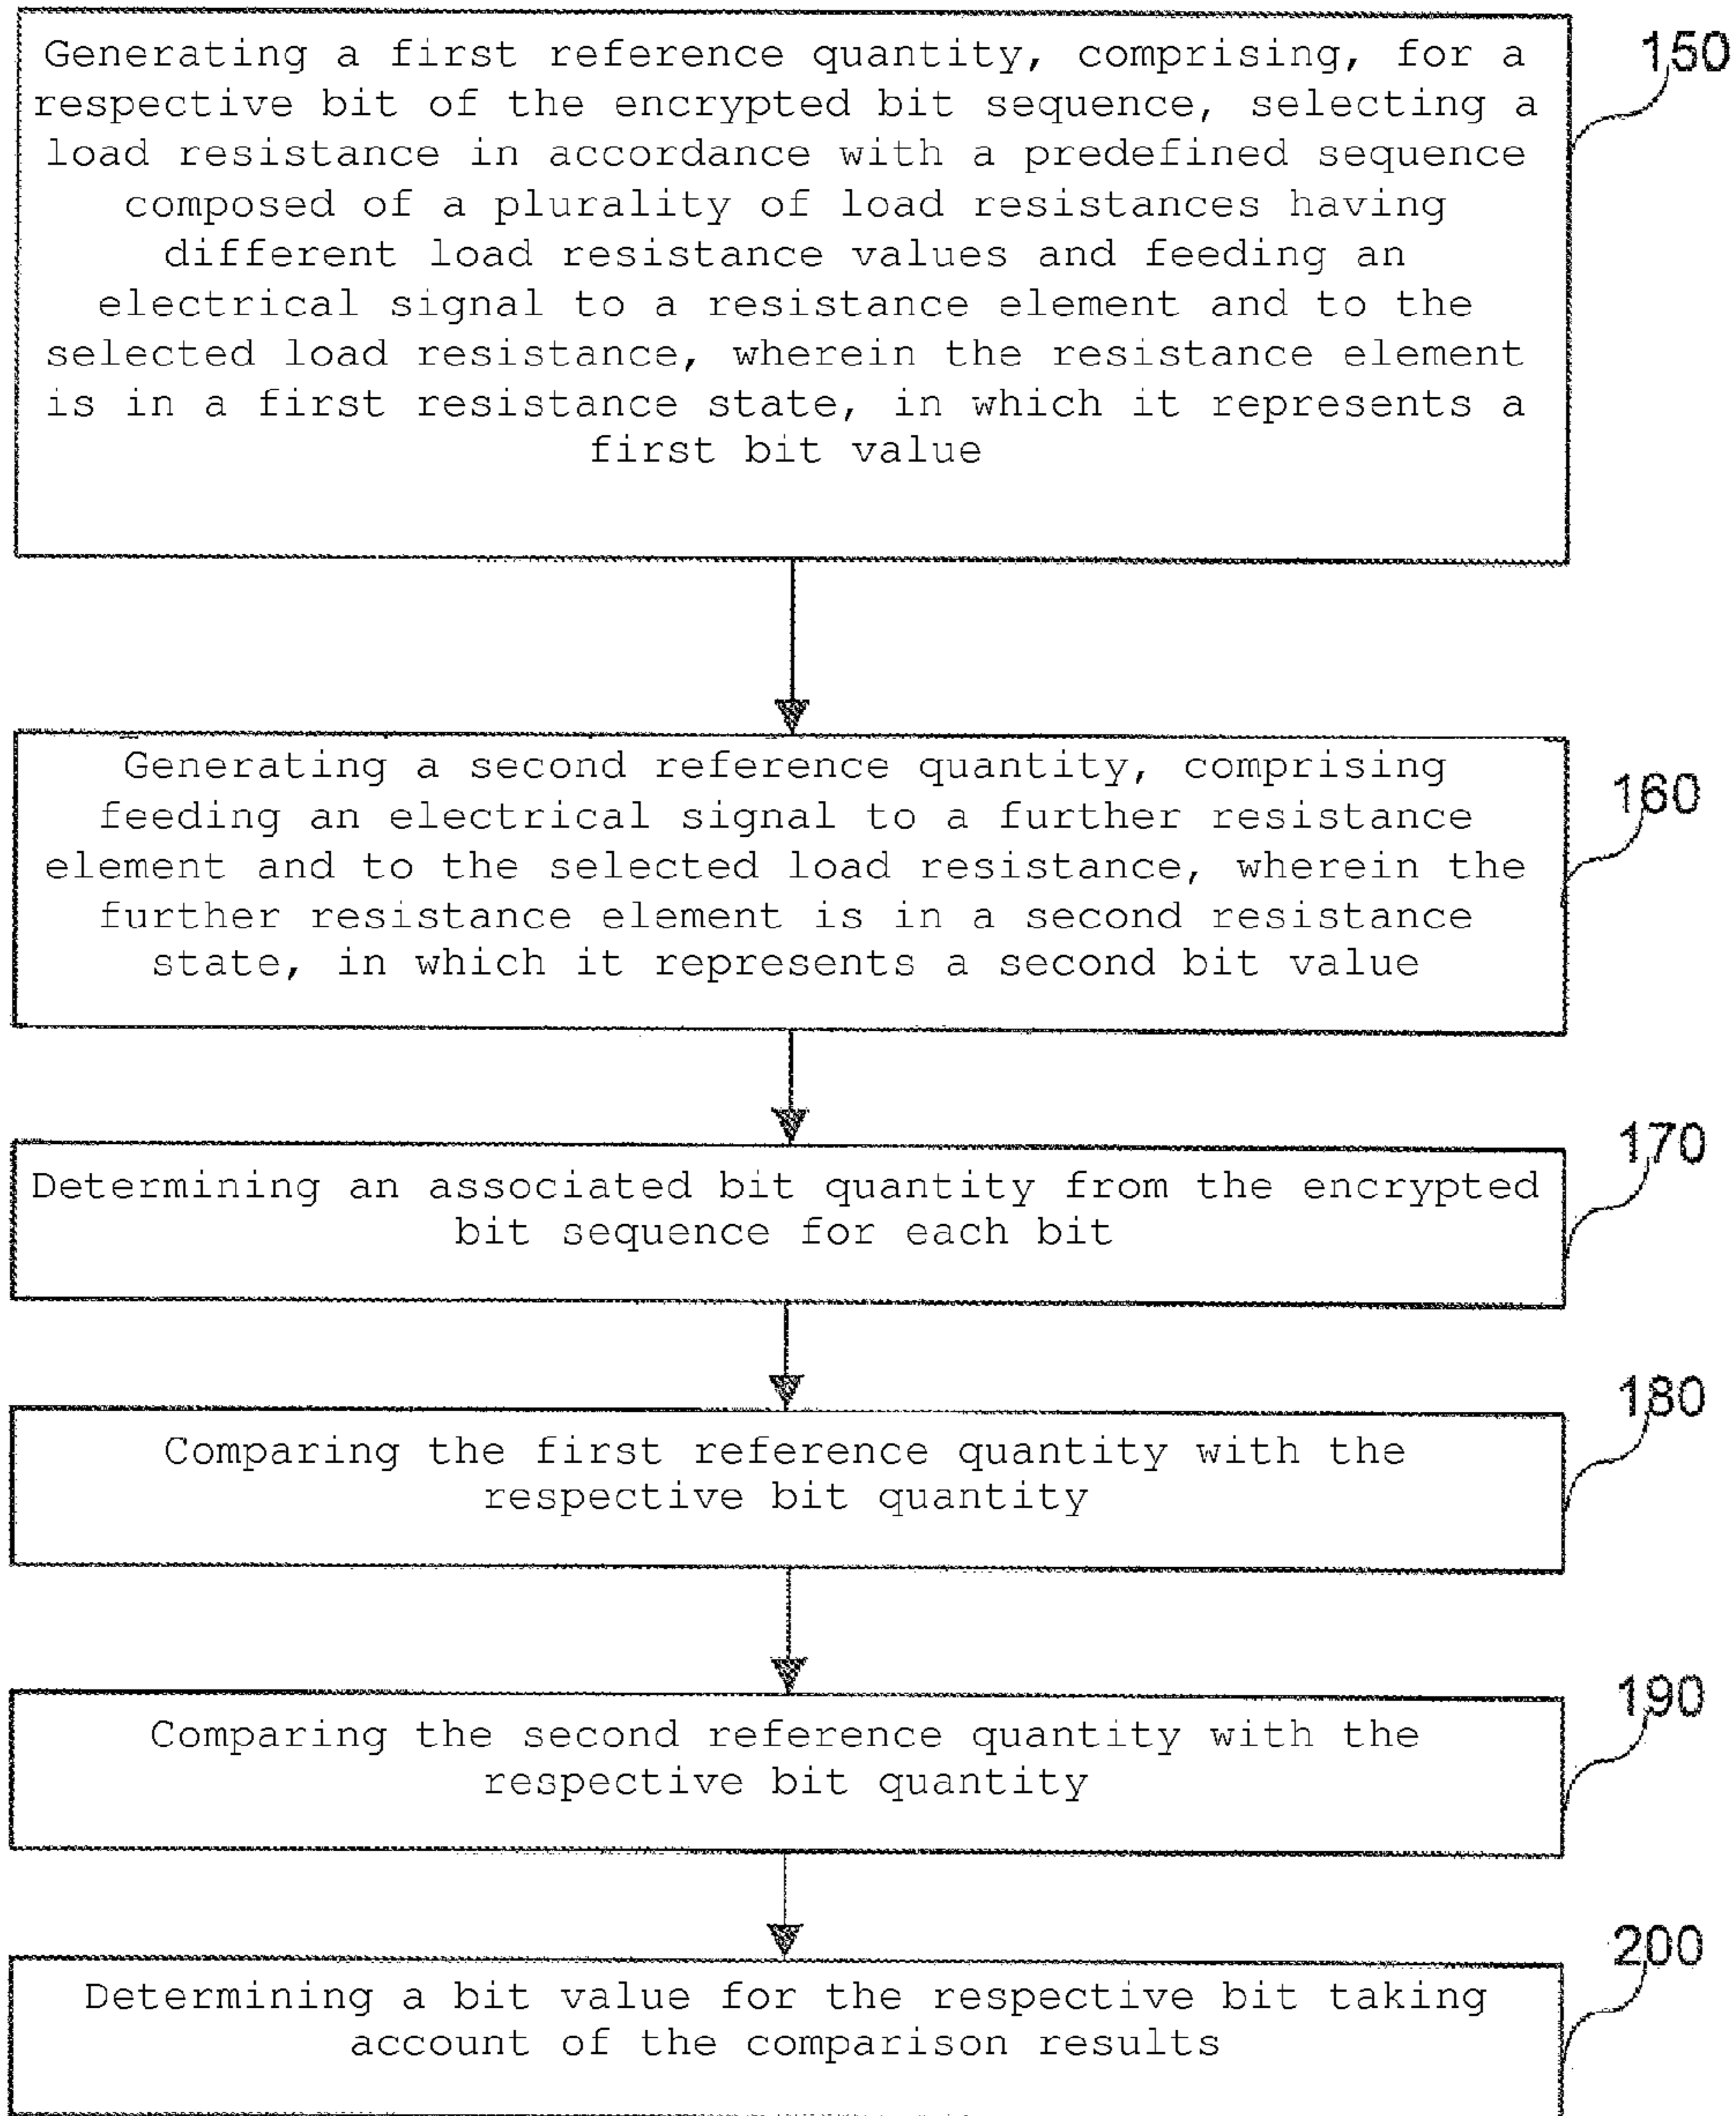 Generating a first reference quantity, comprising, for a
respective bit of the encrypted bit sequence, selecting a
load resistance in accordance with a predefined sequence
composed of a plurality of load resistances having
different load resistance values and feeding an
electrical signal to a resistance element and to the
selected load resistance, wherein the resistance element
is in a first resistance state, in which it represents a
first bit value
150
Generating a second reference quantity, comprising
feeding an electrical signal to a further resistance
element and to the selected load resistance, wherein the
further resistance element is in a second resistance
state, in which it represents a second bit value
160
Determining an associated bit quantity from the encrypted
bit sequence for each bit
170
Comparing the first reference quantity with the
respective bit quantity
180
Comparing the second reference quantity with the
respective bit quantity
190
Determining a bit value for the respective bit taking
account of the comparison results
200